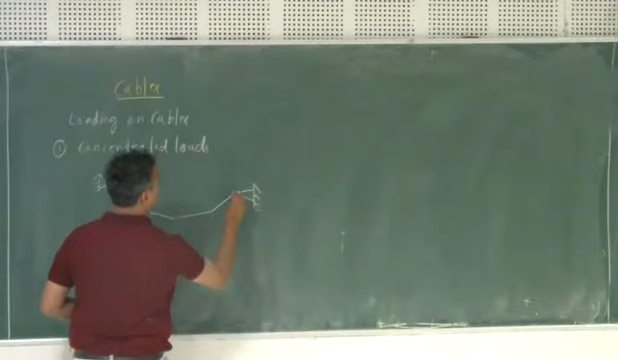 Cables
Loading on Cables
① Concentrated loads